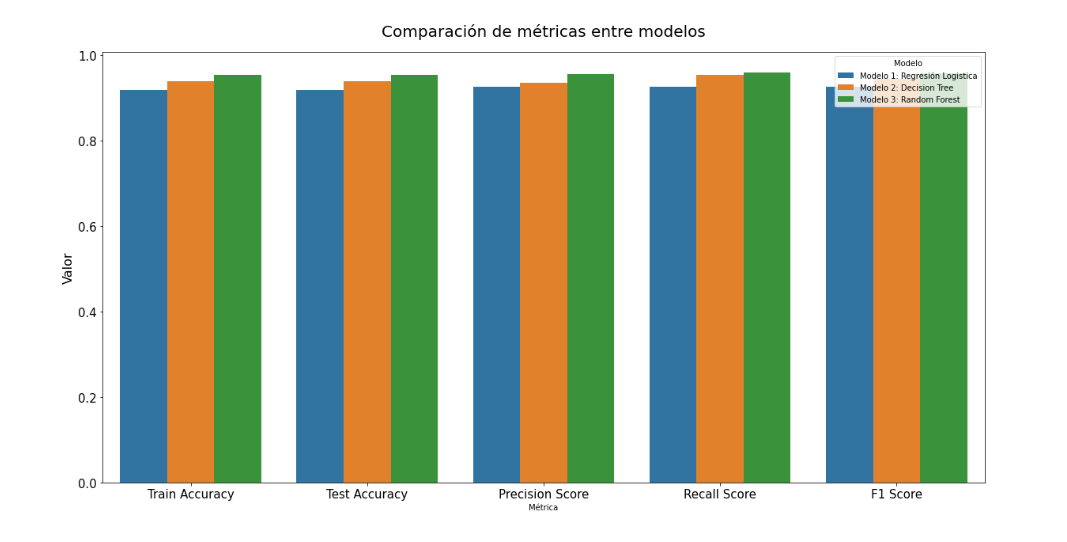 Comparación de métricas entre modelos
Modelo
Modelo 1: Regresión Logistica
Modelo 2: Decision Tree
Modelo 3: Random Forest
Valor
1.0
0.8
0.6
0.4
0.2
0.0
Train Accuracy
Test Accuracy
Precision Score
Recall Score
F1 Score
Métrica